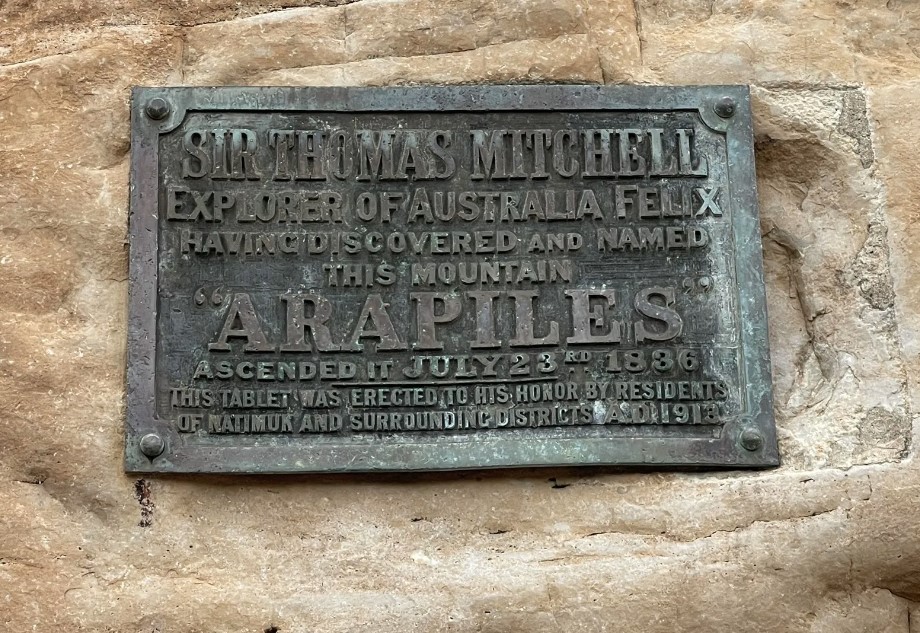 SIR THOMAS MITCHELL
EXPLORER OF AUSTRALIA FELIX
HAVING DISCOVERED AND NAMED
THIS MOUNTAIN
"ARAPILES"
ASCENDED IT JULY 23RD 1836
THIS TABLET WAS ERECTED TO HIS HONOR BY RESIDENTS
OF NATIMUK AND SURROUNDING DISTRICTS A.D. 1913.